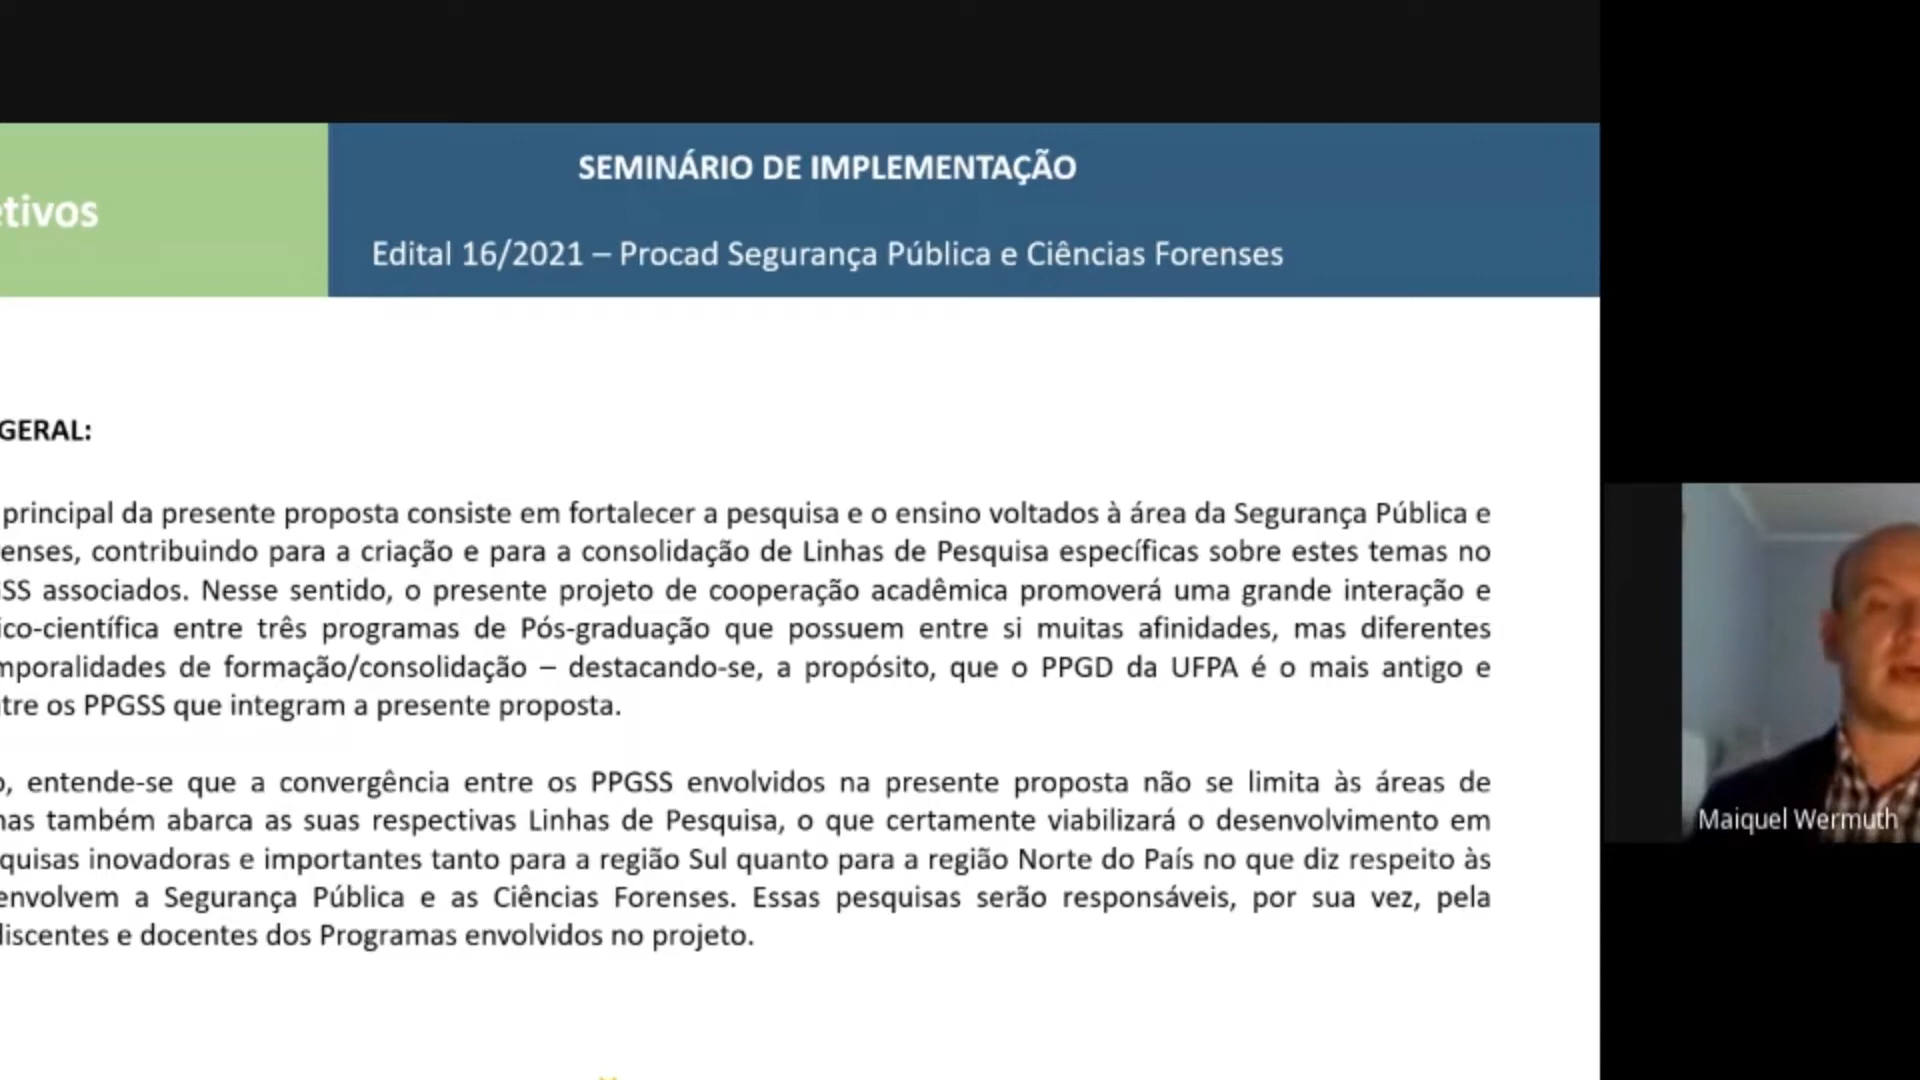 etivos
SEMINÁRIO DE IMPLEMENTAÇÃO
Edital 16/2021 – Procad Segurança Pública e Ciências Forenses
GERAL:
principal da presente proposta consiste em fortalecer a pesquisa e o ensino voltados à área da Segurança Pública e
enses, contribuindo para a criação e para a consolidação de Linhas de Pesquisa específicas sobre estes temas no
SS associados. Nesse sentido, o presente projeto de cooperação acadêmica promoverá uma grande interação e
ico-científica entre três programas de Pós-graduação que possuem entre si muitas afinidades, mas diferentes
mporalidades de formação/consolidação – destacando-se, a propósito, que o PPGD da UFPA é o mais antigo e
tre os PPGSS que integram a presente proposta.
o, entende-se que a convergência entre os PPGSS envolvidos na presente proposta não se limita às áreas de
mas também abarca as suas respectivas Linhas de Pesquisa, o que certamente viabilizará o desenvolvimento em
quisas inovadoras e importantes tanto para a região Sul quanto para a região Norte do País no que diz respeito às
envolvem a Segurança Pública e as Ciências Forenses. Essas pesquisas serão responsáveis, por sua vez, pela
discentes e docentes dos Programas envolvidos no projeto.
Maiquel Wermuth